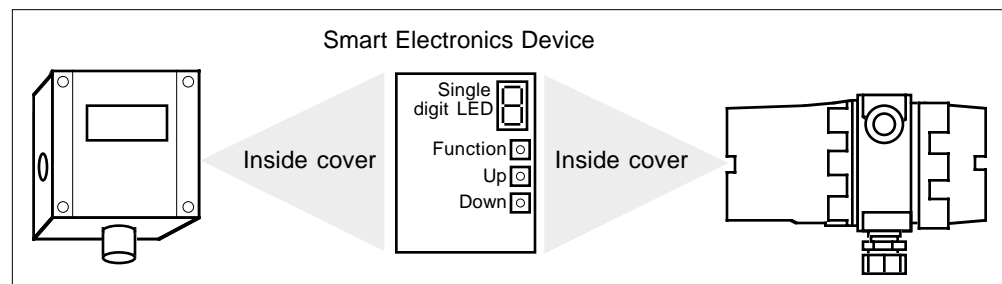 Smart Electronics Device
Single
digit LED
Inside cover
Function
Inside cover
Up
Down